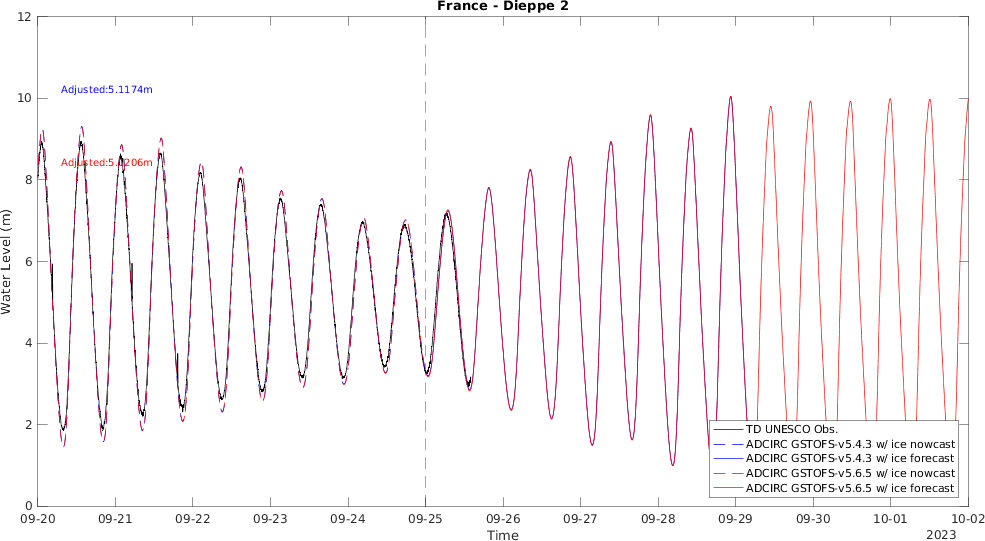 France - Dieppe 2
Water Level (m)
12
10
8
6
4
2
0
Adjusted:5.1174m
Adjusted:5.1206m
TD UNESCO Obs.
ADCIRC GSTOFS-v5.4.3 w/ ice nowcast
ADCIRC GSTOFS-v5.4.3 w/ ice forecast
ADCIRC GSTOFS-v5.6.5 w/ ice nowcast
ADCIRC GSTOFS-v5.6.5 w/ ice forecast
09-20 09-21 09-22 09-23 09-24 09-25 09-26 09-27 09-28 09-29 09-30 10-01 10-02
Time
2023